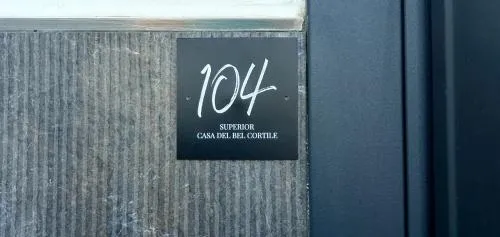 104
SUPERIOR
CASA DEL BEL CORTILE